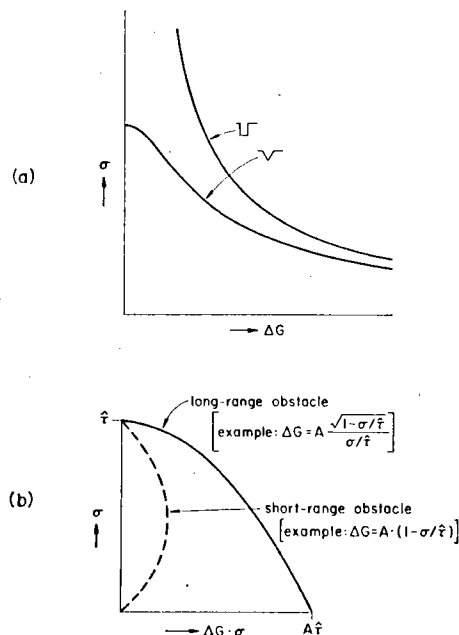 (a)
σ
ΔG
(b)
τ̂
long-range obstacle
[example: ΔG = A √1-σ/τ̂ / σ/τ̂]
σ
short-range obstacle
[example: ΔG = A·(1-σ/τ̂)]
ΔG·σ
Aτ̂